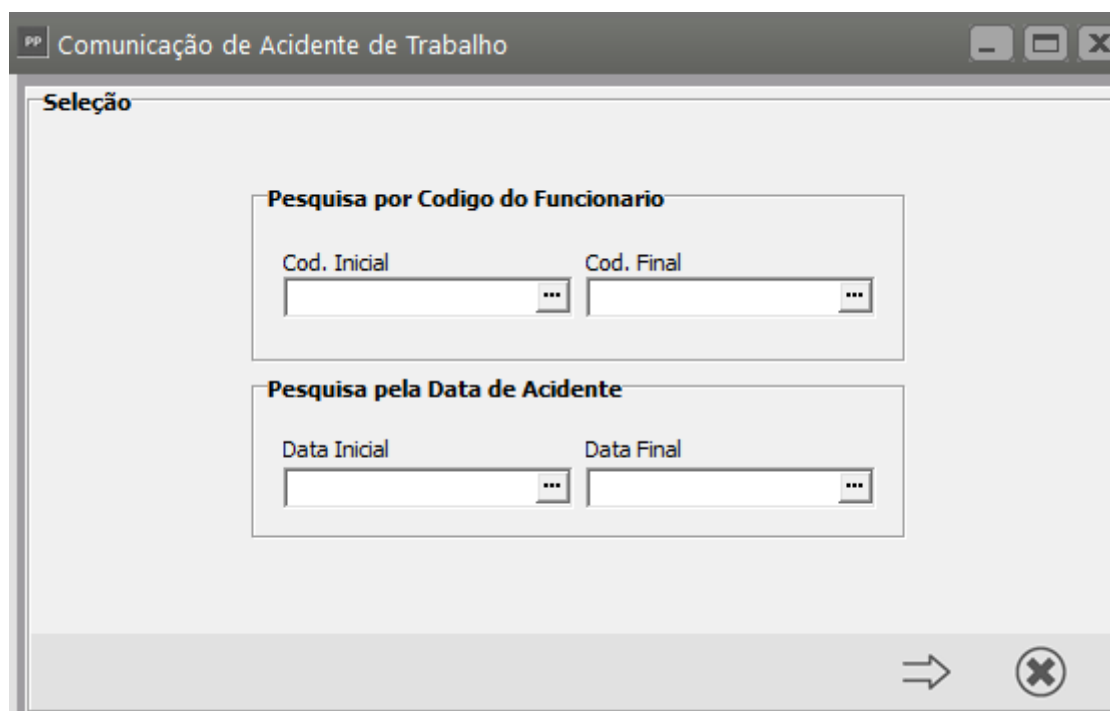 PP Comunicação de Acidente de Trabalho
Seleção
Pesquisa por Codigo do Funcionario
Cod. Inicial Cod. Final
... ...
Pesquisa pela Data de Acidente
Data Inicial Data Final
... ...